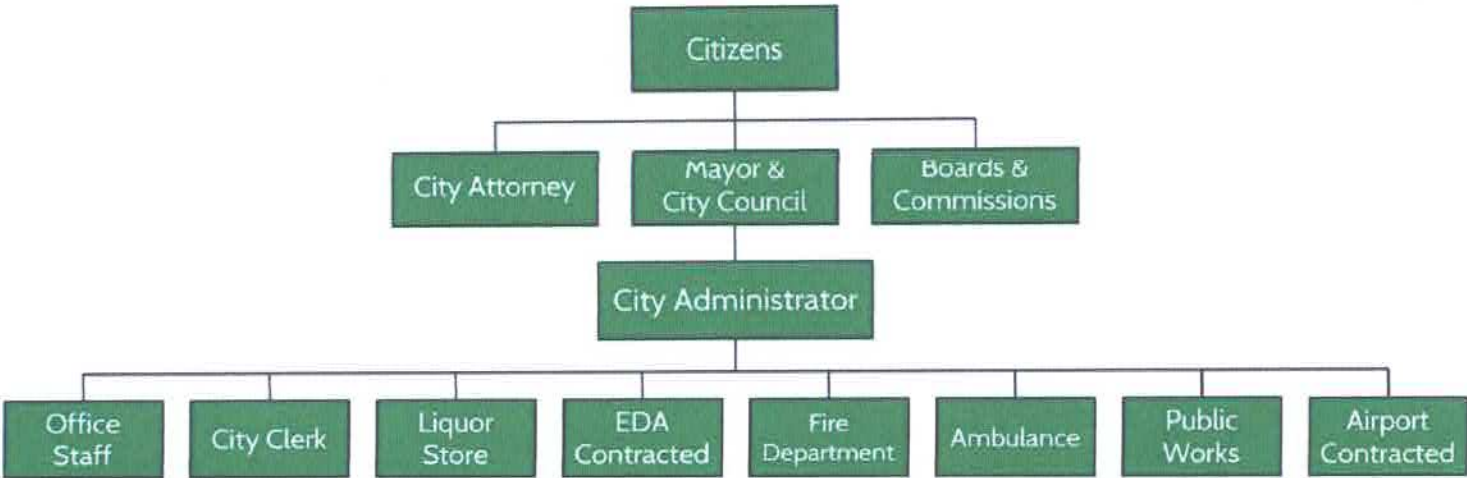 Citizens
City Attorney
Mayor &
City Council
Boards &
Commissions
City Administrator
Office
Staff
City Clerk
Liquor
Store
EDA
Contracted
Fire
Department
Ambulance
Public
Works
Airport
Contracted